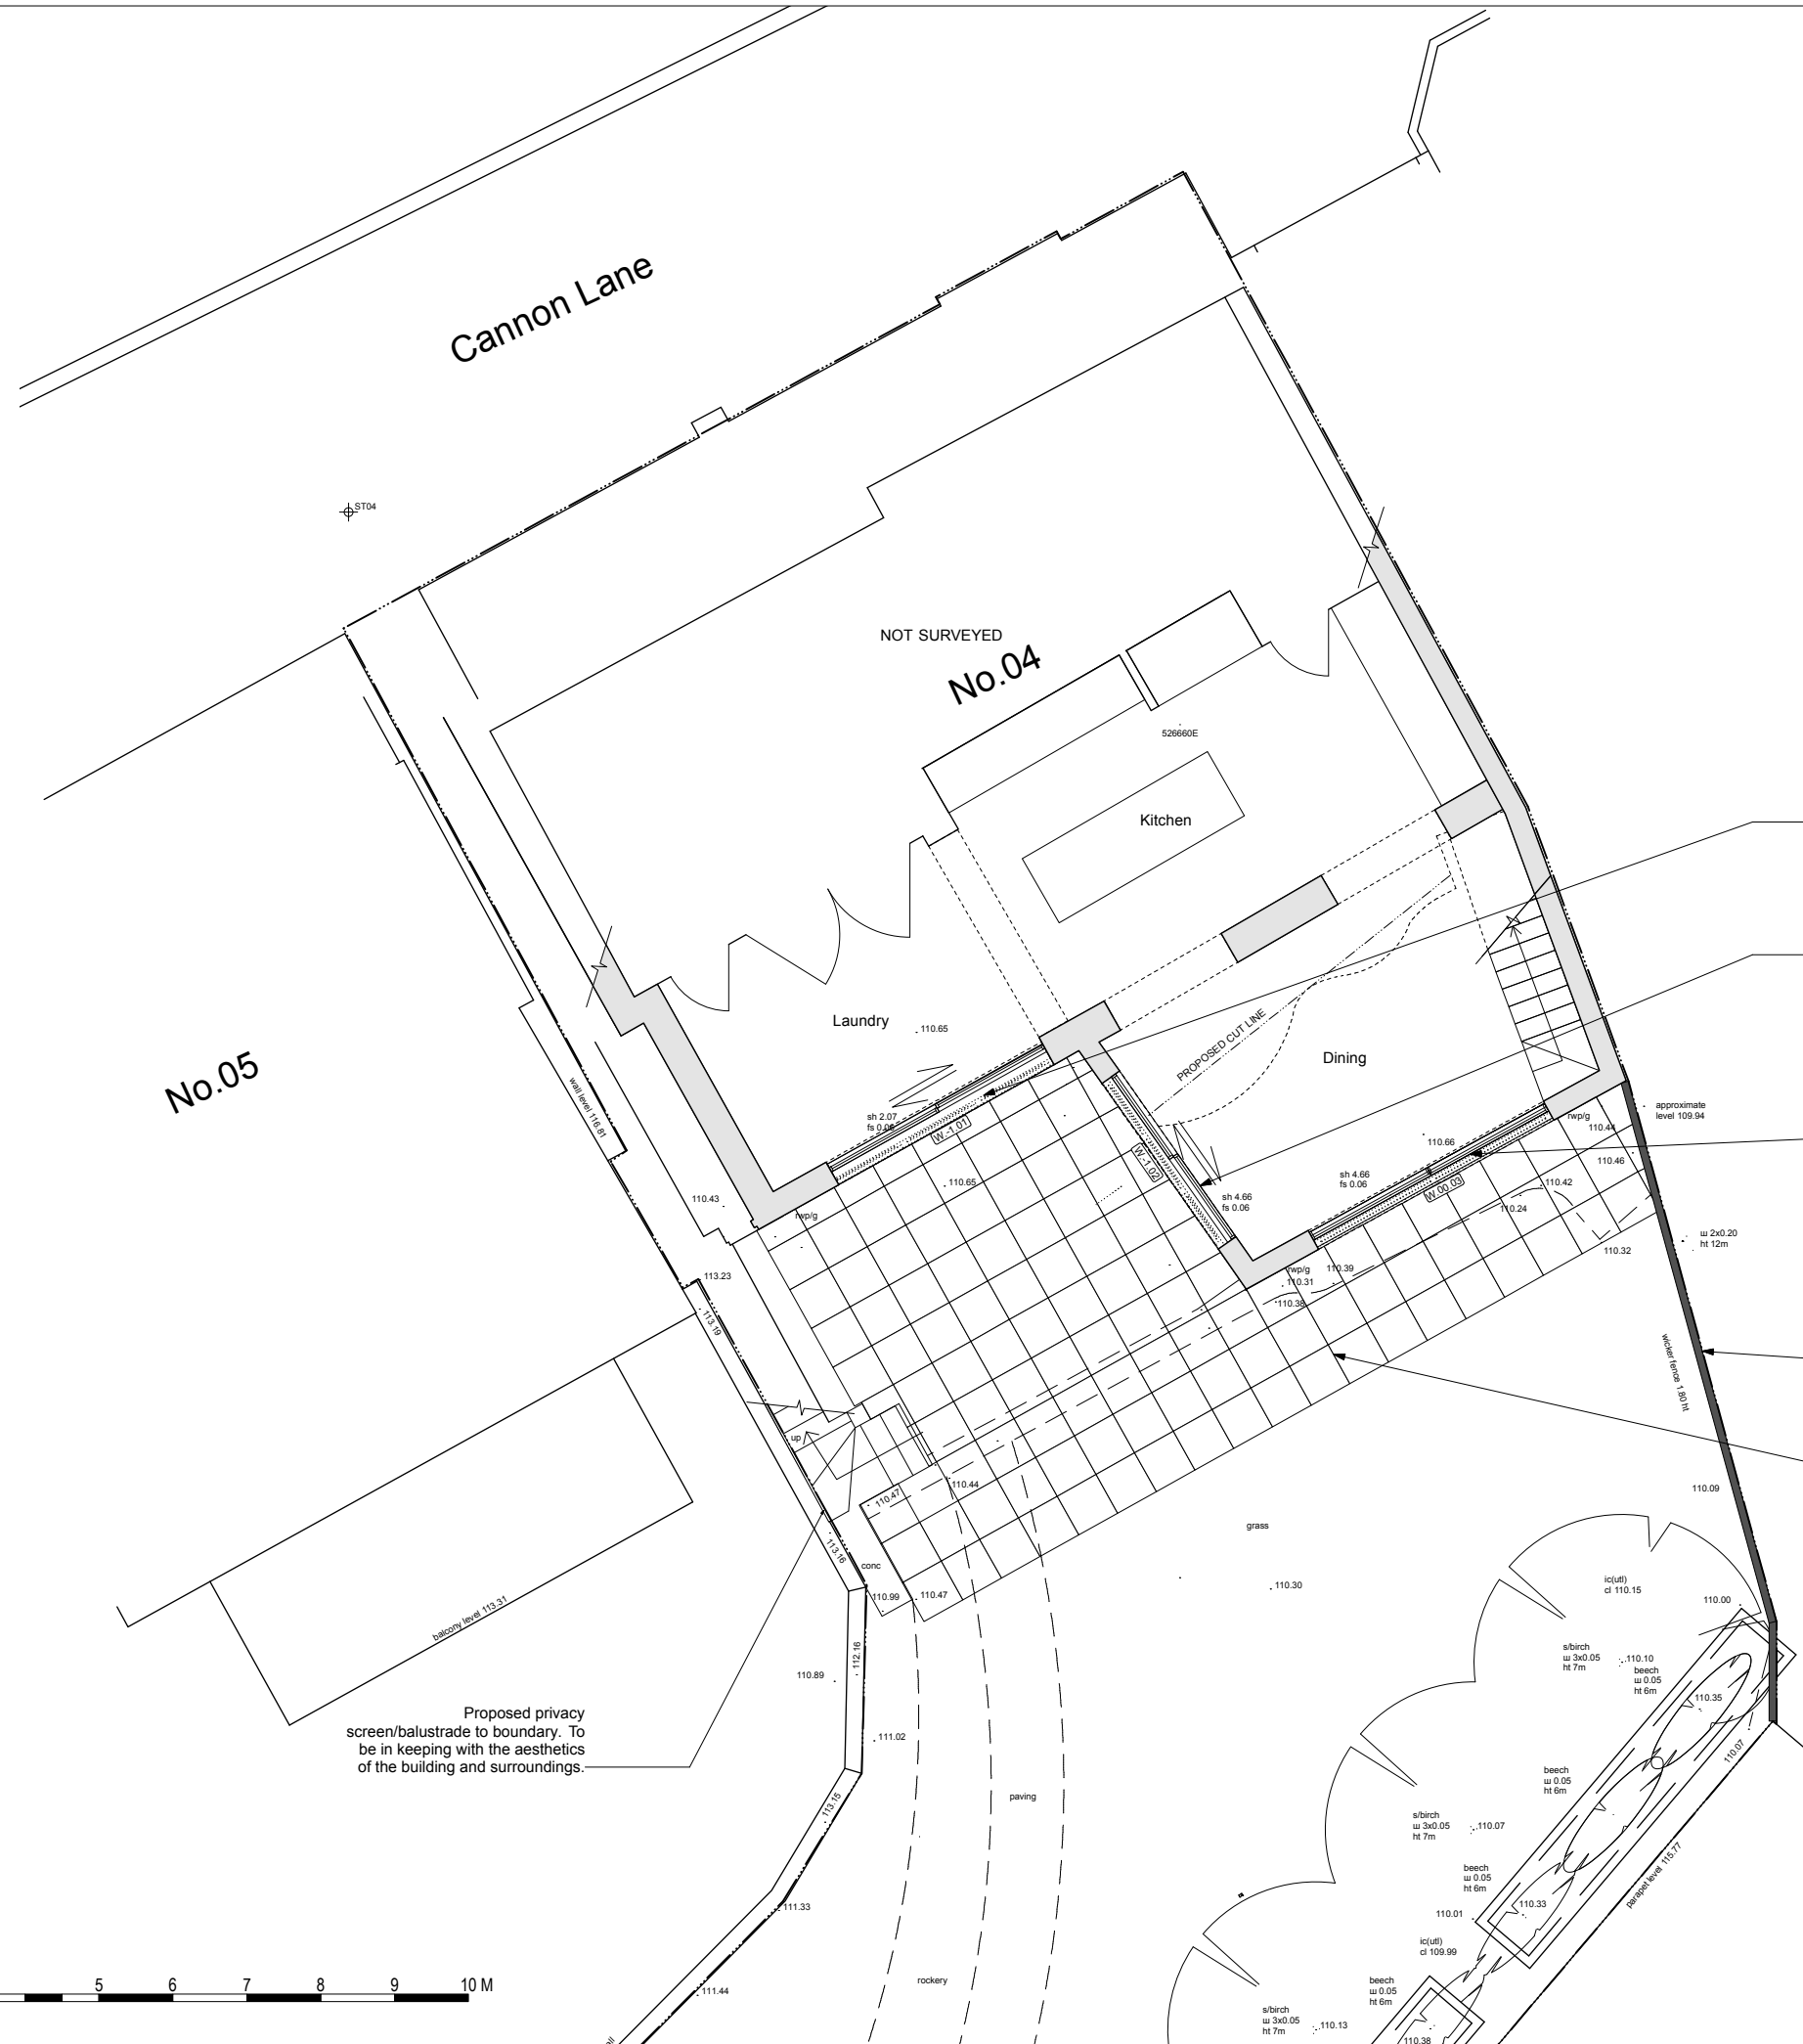 Cannon Lane
ST04
NOT SURVEYED
No.04
526660E
Kitchen
Laundry
110.65
PROPOSED CUT LINE
Dining
No.05
wall level 116.81
sh 2.07
fs 0.06
W.-1.01
W.-1.02
110.65
110.43
rwp/g
sh 4.66
fs 0.06
sh 4.66
fs 0.06
110.66
W.00.03
rwp/g
110.44
approximate
level 109.94
110.46
110.42
110.24
110.32
ш 2x0.20
ht 12m
rwp/g
110.31
110.39
110.38
113.23
113.19
wicker fence 1.80 ht
up
110.47
110.44
113.16
conc
110.99
110.47
grass
110.30
110.09
ic(utl)
cl 110.15
110.00
balcony level 113.31
112.16
110.89
111.02
s/birch
ш 3x0.05
ht 7m
110.10
beech
ш 0.05
ht 6m
110.35
110.07
Proposed privacy
screen/balustrade to boundary. To
be in keeping with the aesthetics
of the building and surroundings.
113.15
paving
beech
ш 0.05
ht 6m
s/birch
ш 3x0.05
ht 7m
110.07
parapet level 115.77
beech
ш 0.05
ht 6m
110.33
110.01
111.33
ic(utl)
cl 109.99
rockery
111.44
beech
ш 0.05
ht 6m
s/birch
ш 3x0.05
ht 7m
110.13
110.38
5 6 7 8 9 10 M